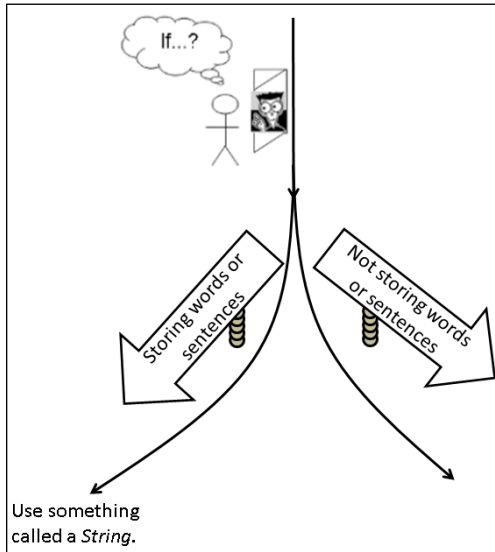 If...?
Storing words or
sentences
Not storing words
or sentences
Use something
called a String.